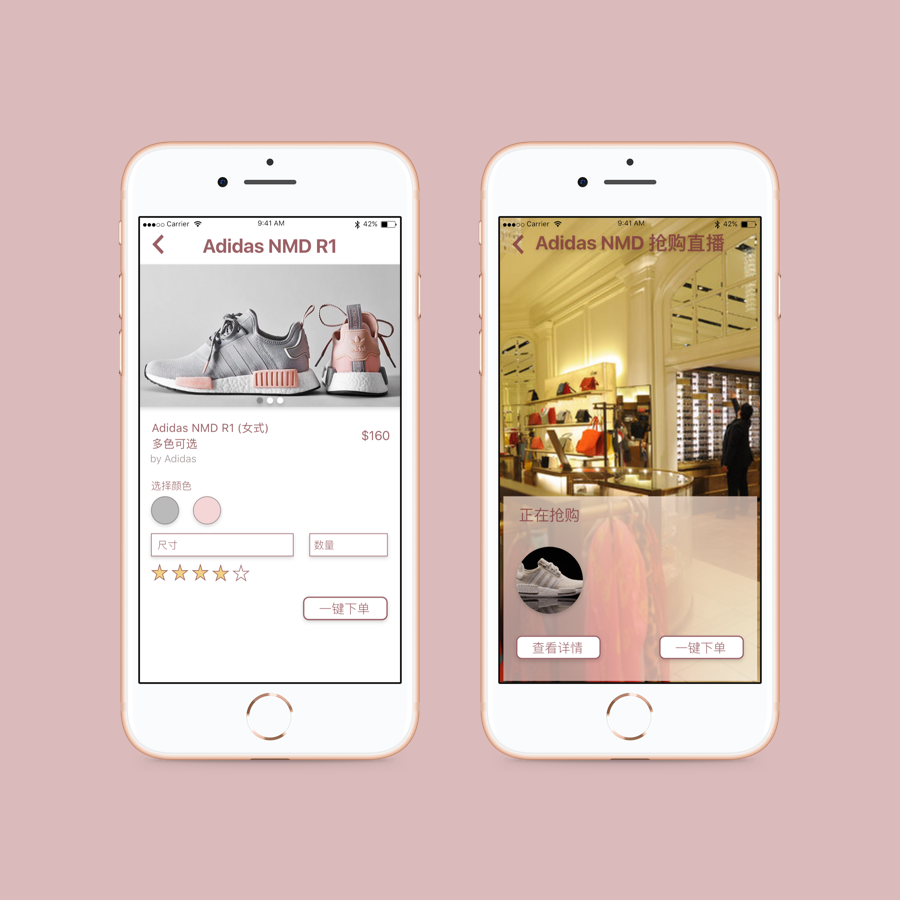 Carrier 9:41 AM 42%
Adidas NMD R1
Adidas NMD R1 (女式)
多色可选
$160
by Adidas
选择颜色
尺寸 数量
一键下单
Carrier 9:41 AM 42%
Adidas NMD 抢购直播
正在抢购
查看详情 一键下单